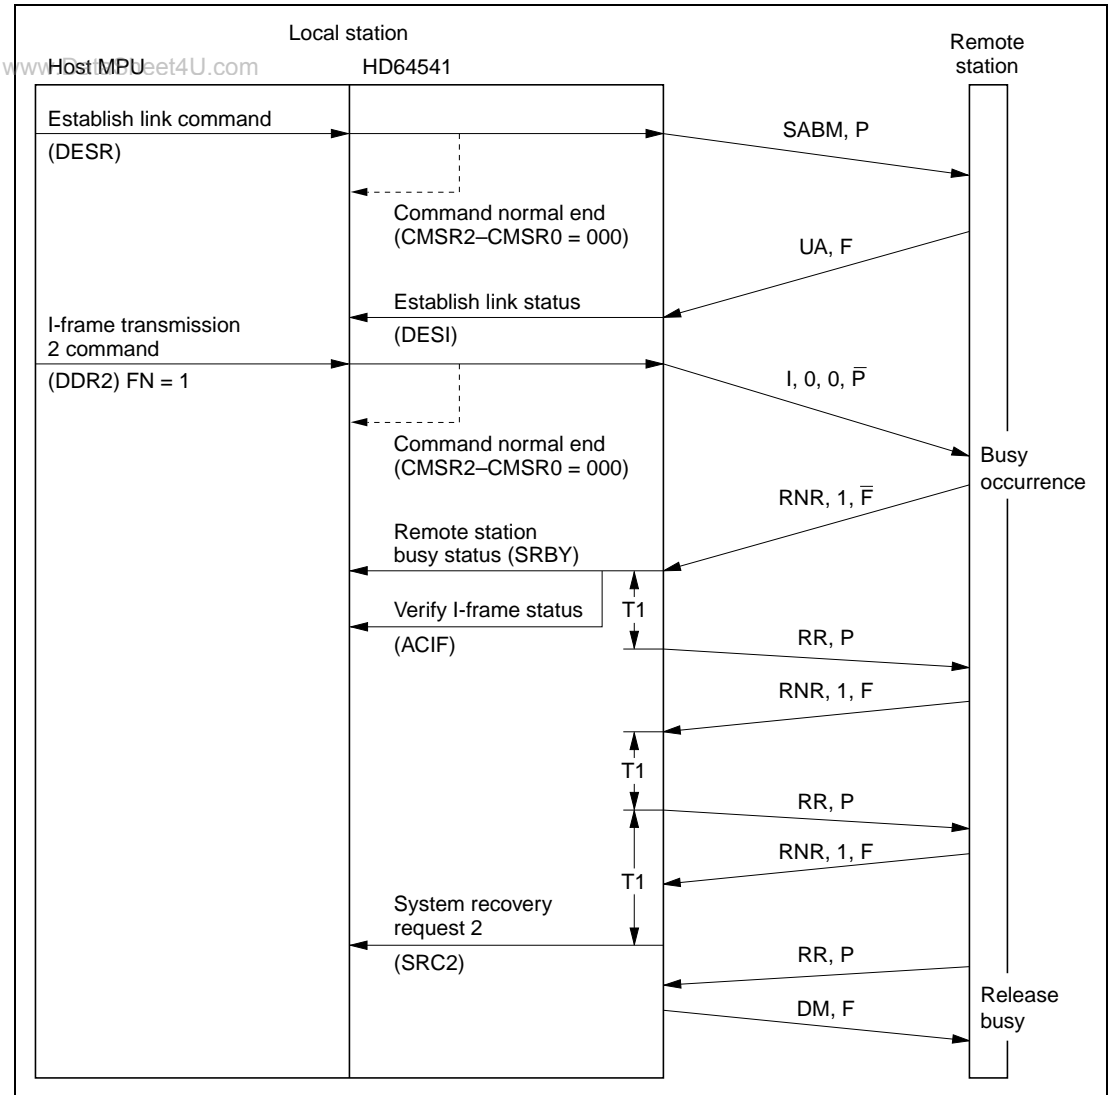 Local station
Remote
station
www.DataSheet4U.com
Host MPU
HD64541
Establish link command
(DESR)
SABM, P
Command normal end
(CMSR2–CMSR0 = 000)
UA, F
Establish link status
(DESI)
I-frame transmission
2 command
(DDR2) FN = 1
I, 0, 0, P̅
Command normal end
(CMSR2–CMSR0 = 000)
Busy
occurrence
RNR, 1, F̅
Remote station
busy status (SRBY)
T1
Verify I-frame status
(ACIF)
RR, P
RNR, 1, F
T1
RR, P
RNR, 1, F
T1
System recovery
request 2
(SRC2)
RR, P
Release
busy
DM, F